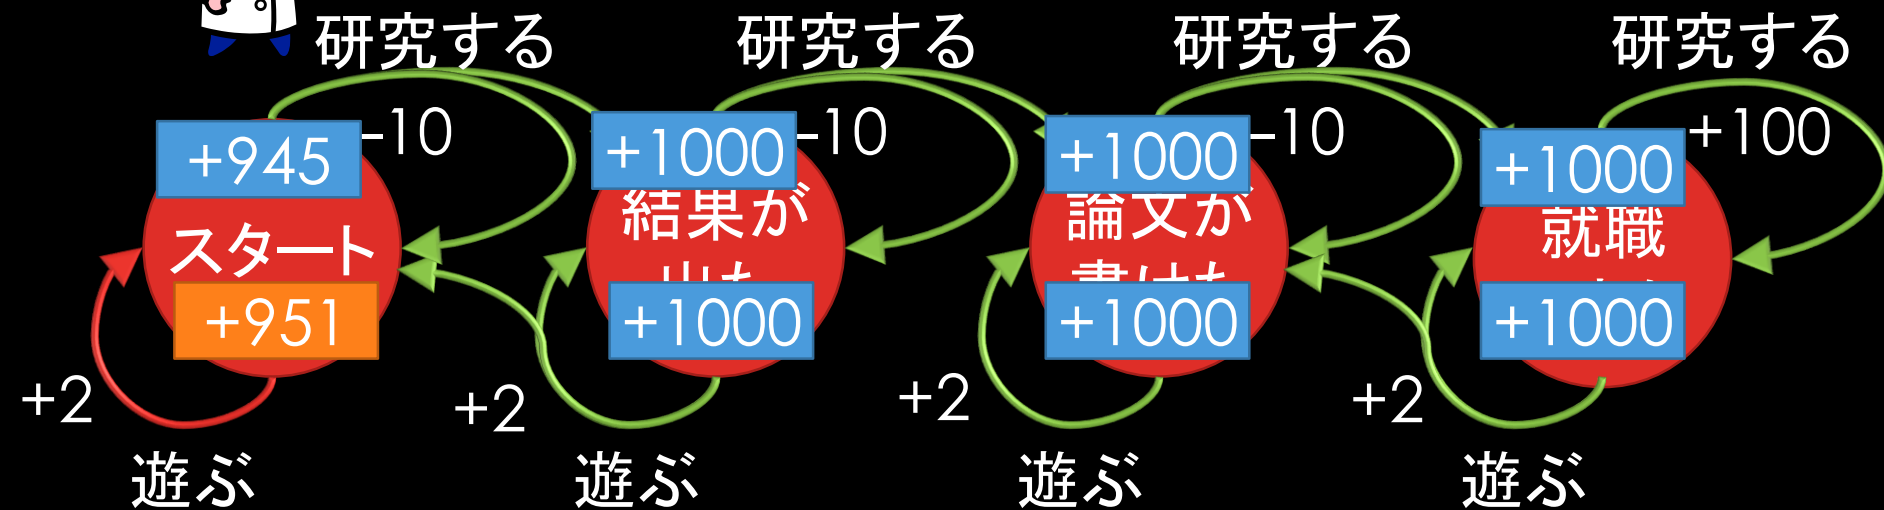 研究する 研究する 研究する 研究する
-10 -10 -10 +100
+945 +1000 +1000 +1000
スタート 結果が 論文が 就職
+951 +1000 +1000 +1000
+2 +2 +2 +2
遊ぶ 遊ぶ 遊ぶ 遊ぶ